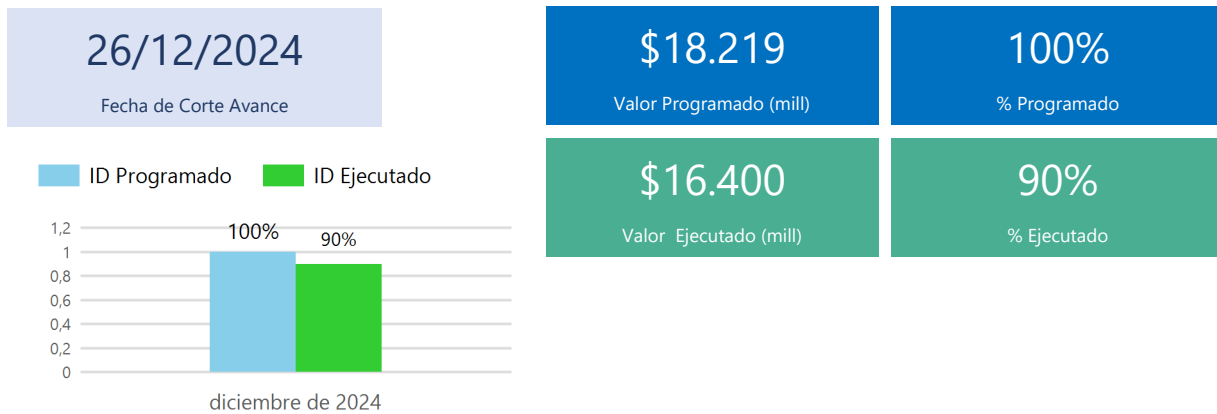 26/12/2024
Fecha de Corte Avance
$18.219
Valor Programado (mill)
100%
% Programado
$16.400
Valor  Ejecutado (mill)
90%
% Ejecutado
ID Programado
ID Ejecutado
1,2
1
0,8
0,6
0,4
0,2
0
100%
90%
diciembre de 2024